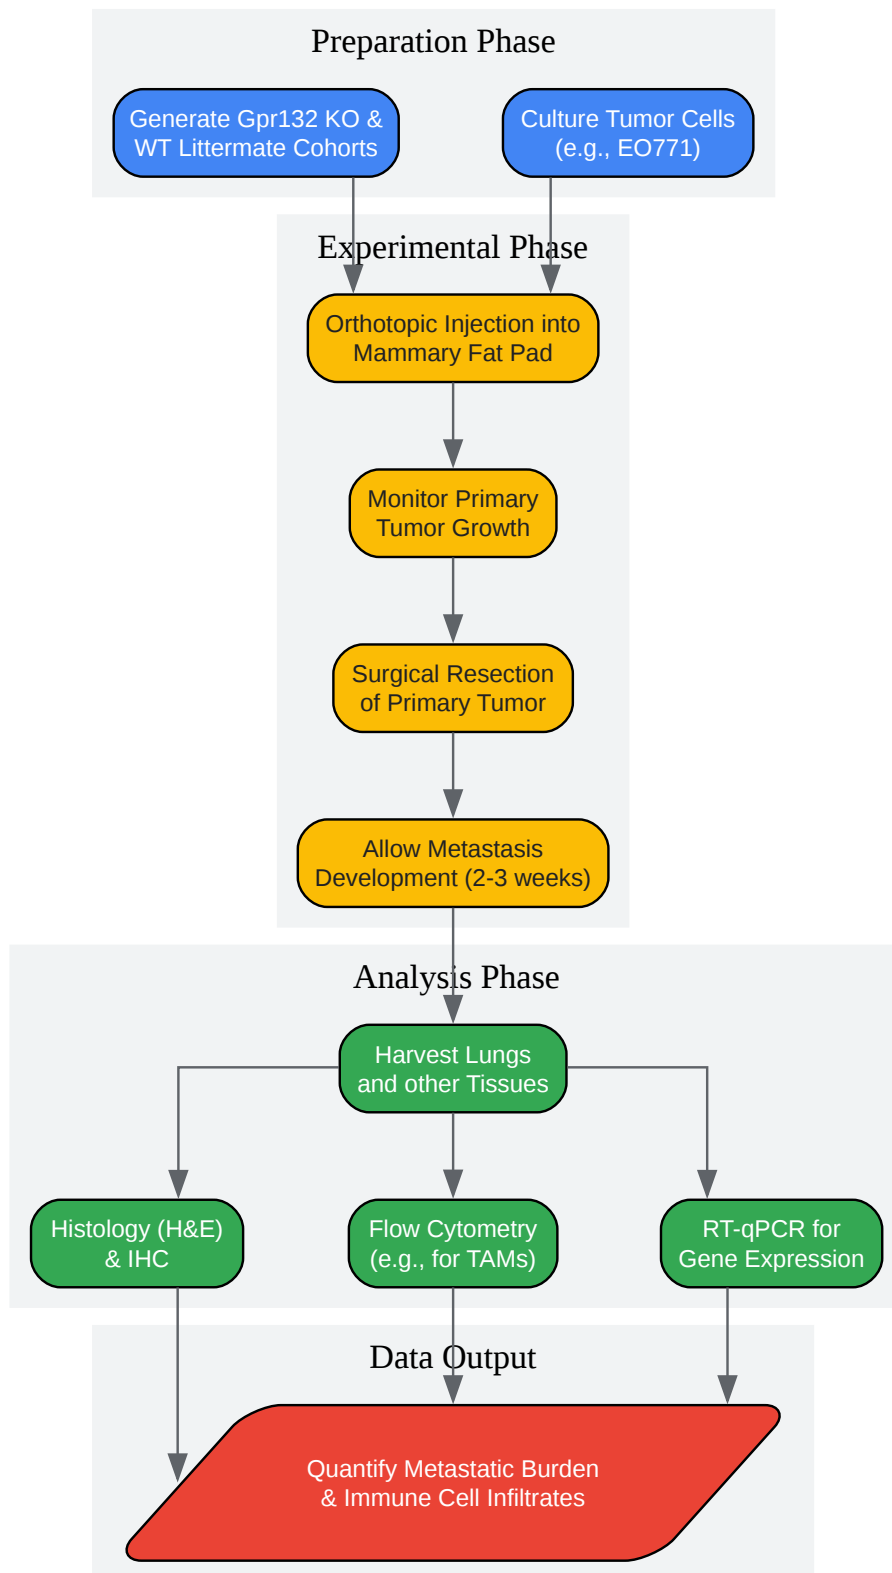 Preparation Phase
Generate Gpr132 KO &
WT Littermate Cohorts
Culture Tumor Cells
(e.g., EO771)
Experimental Phase
Orthotopic Injection into
Mammary Fat Pad
Monitor Primary
Tumor Growth
Surgical Resection
of Primary Tumor
Allow Metastasis
Development (2-3 weeks)
Analysis Phase
Harvest Lungs
and other Tissues
Histology (H&E)
& IHC
Flow Cytometry
(e.g., for TAMs)
RT-qPCR for
Gene Expression
Data Output
Quantify Metastatic Burden
& Immune Cell Infiltrates